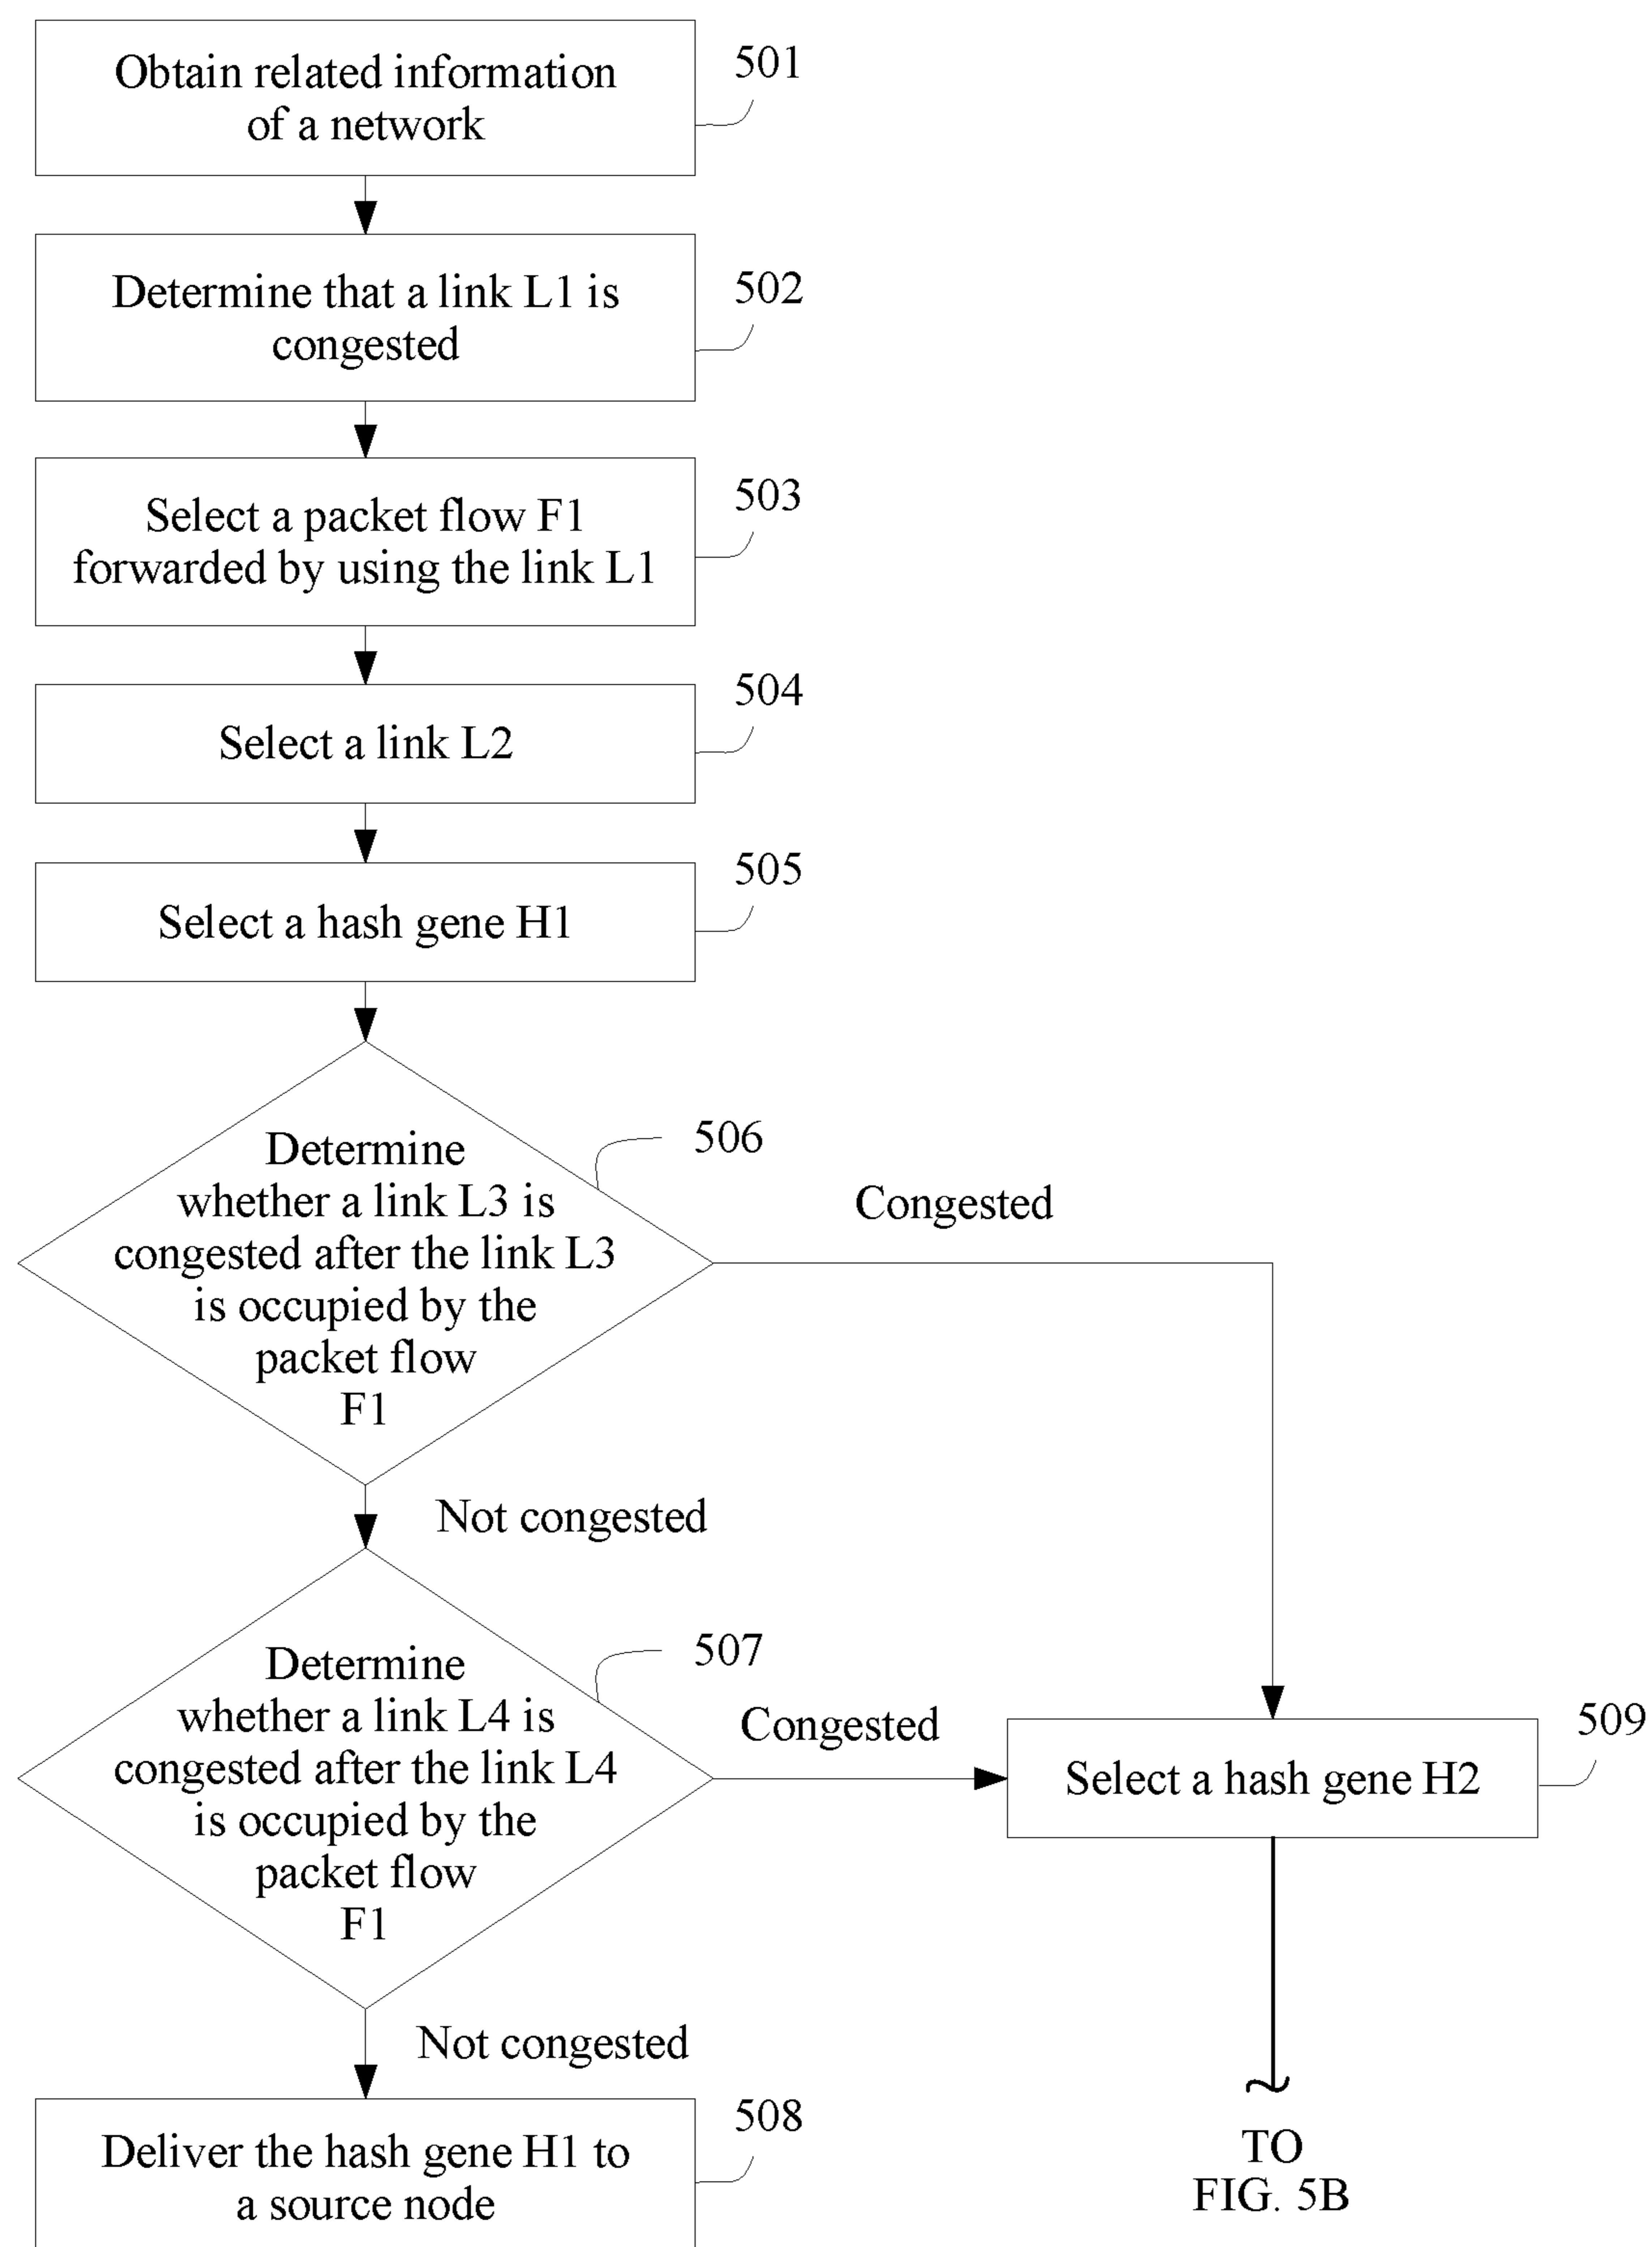 Obtain related information
of a network
501
Determine that a link L1 is
congested
502
Select a packet flow F1
forwarded by using the link L1
503
Select a link L2
504
Select a hash gene H1
505
Determine
whether a link L3 is
congested after the link L3
is occupied by the
packet flow
F1
506
Congested
Not congested
Determine
whether a link L4 is
congested after the link L4
is occupied by the
packet flow
F1
507
Congested
Select a hash gene H2
509
Not congested
Deliver the hash gene H1 to
a source node
508
TO
FIG. 5B